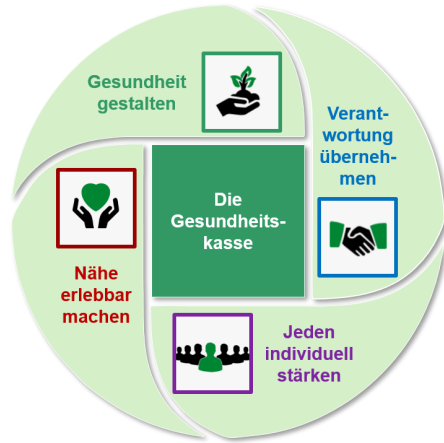 Gesundheit
gestalten
Verant-
wortung
überneh-
men
Die
Gesundheits-
kasse
Nähe
erlebbar
machen
Jeden
individuell
stärken